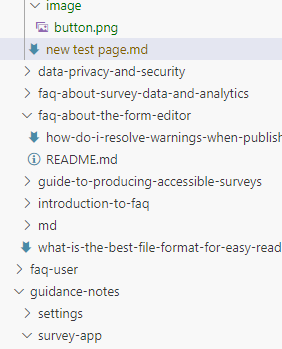 image
button.png
new test page.md
data-privacy-and-security
faq-about-survey-data-and-analytics
faq-about-the-form-editor
how-do-i-resolve-warnings-when-publish
README.md
guide-to-producing-accessible-surveys
introduction-to-faq
md
what-is-the-best-file-format-for-easy-read
faq-user
guidance-notes
settings
survey-app